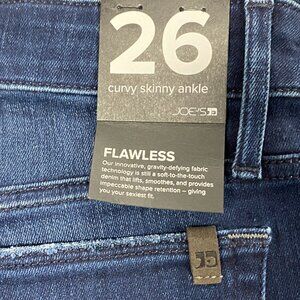 26
curvy skinny ankle
JOE'S
FLAWLESS
Our innovative, gravity-defying fabric
technology is still a soft-to-the-touch
denim that lifts, smoothes, and provides
impeccable shape retention – giving
you your sexiest fit.